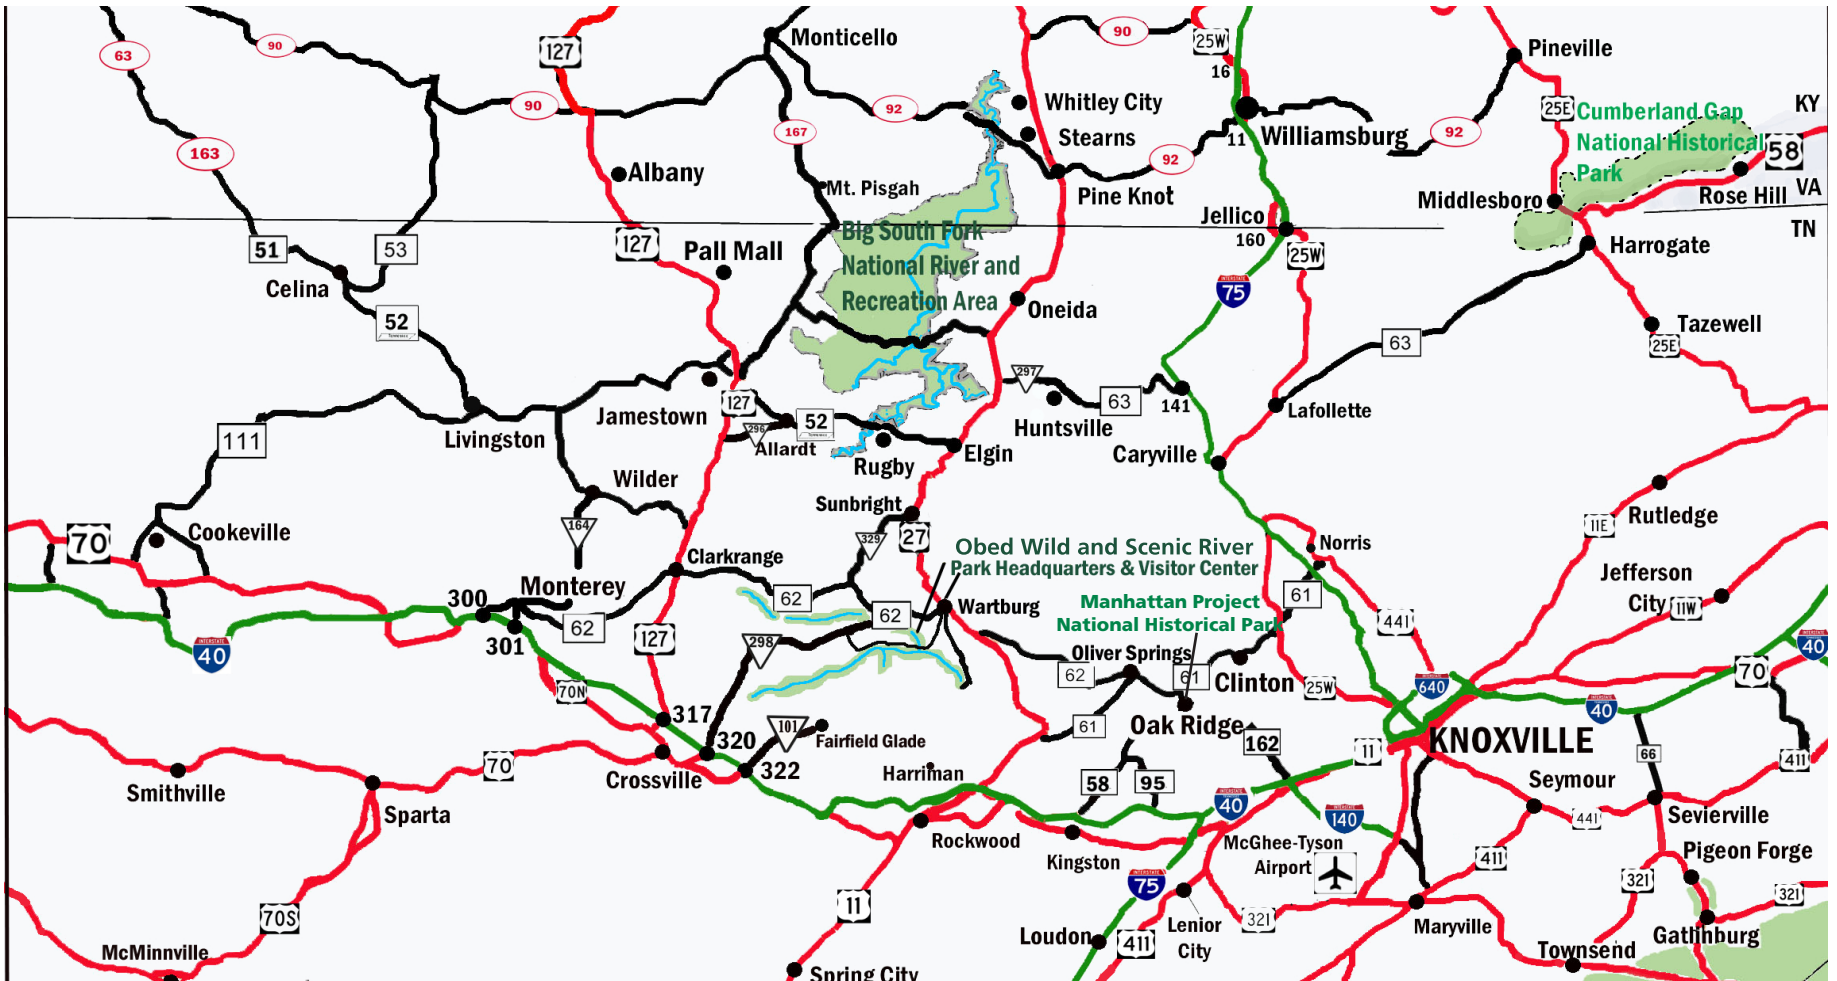 63
90
127
Monticello
90
25W
16
Pineville
90
92
Whitley City
Stearns
25E
Cumberland Gap
National Historical
Park
KY
58
163
167
92
11
Williamsburg
92
Albany
Mt. Pisgah
Pine Knot
Middlesboro
Rose Hill
VA
TN
Jellico
160
25W
Harrogate
51
53
127
Pall Mall
Big South Fork
National River and
Recreation Area
Celina
INTERSTATE
75
Oneida
52
Tazewell
25E
63
297
63
141
Lafollette
Jamestown
127
52
296
Allardt
Huntsville
111
Livingston
Rugby
Elgin
Caryville
Wilder
Sunbright
Rutledge
11E
70
Cookeville
164
329
27
Norris
Clarkrange
Obed Wild and Scenic River
Park Headquarters & Visitor Center
Jefferson
City
11W
Monterey
300
301
62
62
62
Wartburg
Manhattan Project
National Historical Park
61
441
INTERSTATE
40
127
298
Oliver Springs
62
61
Clinton
25W
INTERSTATE
640
70
INTERSTATE
40
70N
317
101
Fairfield Glade
61
Oak Ridge
162
11
KNOXVILLE
INTERSTATE
40
66
411
70
Crossville
320
322
Harriman
58
95
Seymour
Smithville
Sparta
INTERSTATE
40
INTERSTATE
140
441
Sevierville
Rockwood
Kingston
McGhee-Tyson
Airport
411
Pigeon Forge
321
321
INTERSTATE
75
11
70S
Lenior
City
321
Maryville
Loudon
411
Townsend
Gatlinburg
McMinnville
Spring City